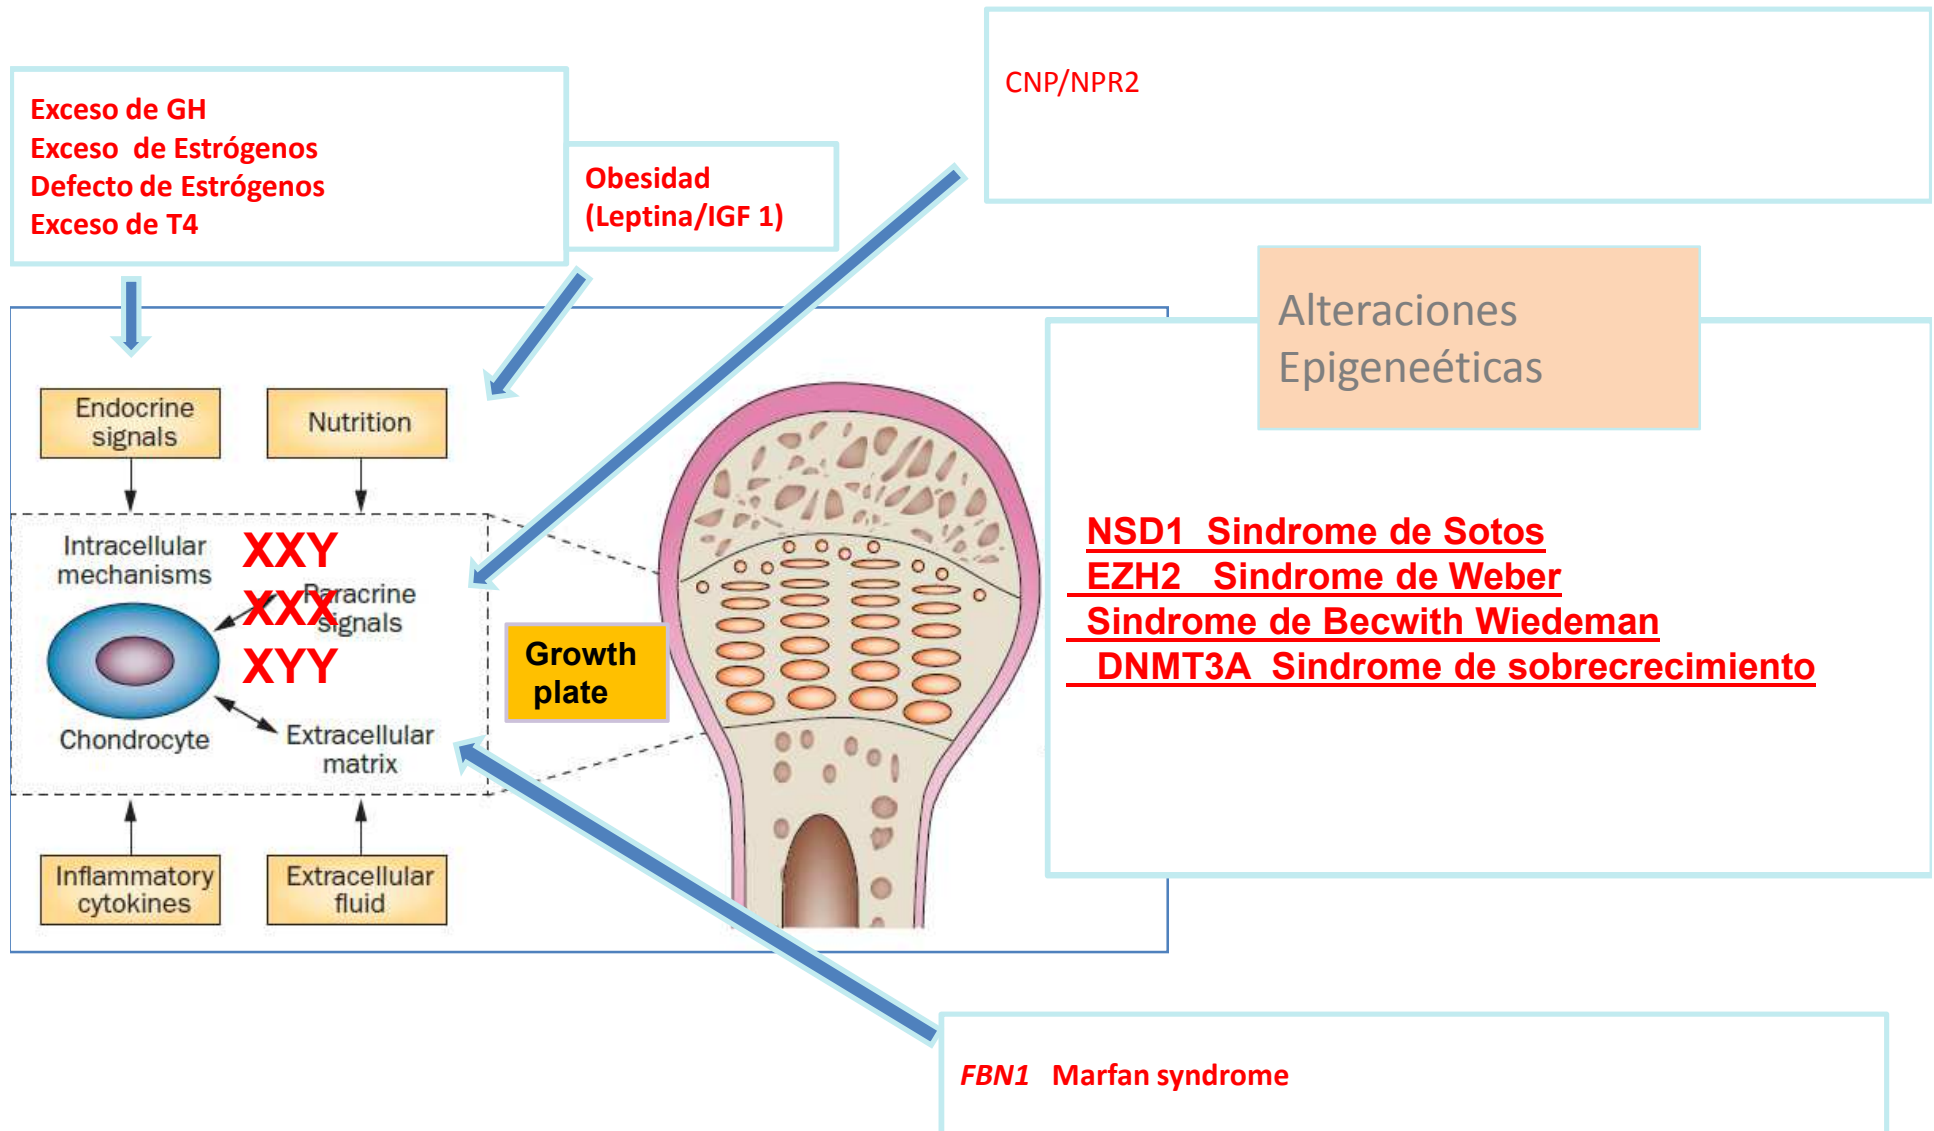 CNP/NPR2
Exceso de GH
Exceso de Estrógenos
Defecto de Estrógenos
Exceso de T4
Obesidad
(Leptina/IGF 1)
Alteraciones
Epigeneéticas
Endocrine
signals
Nutrition
Intracellular
mechanisms
XXY
XXX
XYY
Paracrine
signals
Chondrocyte
Extracellular
matrix
Growth
plate
NSD1 Sindrome de Sotos
EZH2 Sindrome de Weber
Sindrome de Becwith Wiedeman
DNMT3A Sindrome de sobrecrecimiento
Inflammatory
cytokines
Extracellular
fluid
FBN1 Marfan syndrome